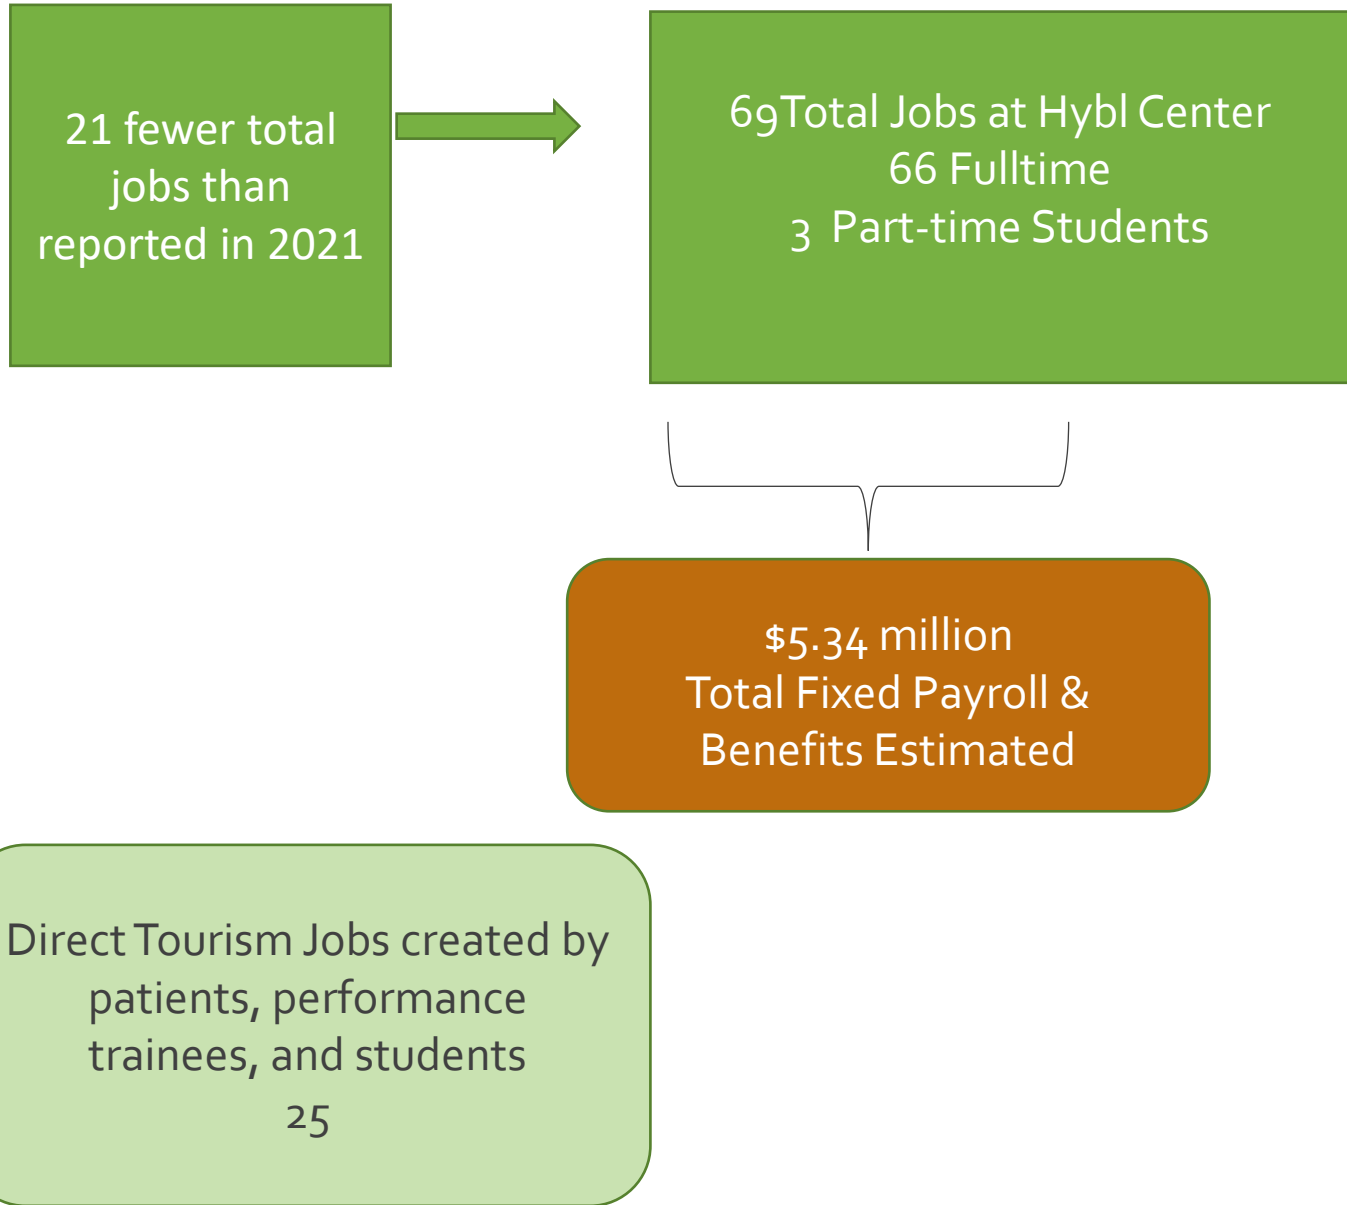 21 fewer total
jobs than
reported in 2021
69Total Jobs at Hybl Center
66 Fulltime
3 Part-time Students
$5.34 million
Total Fixed Payroll &
Benefits Estimated
Direct Tourism Jobs created by
patients, performance
trainees, and students
25